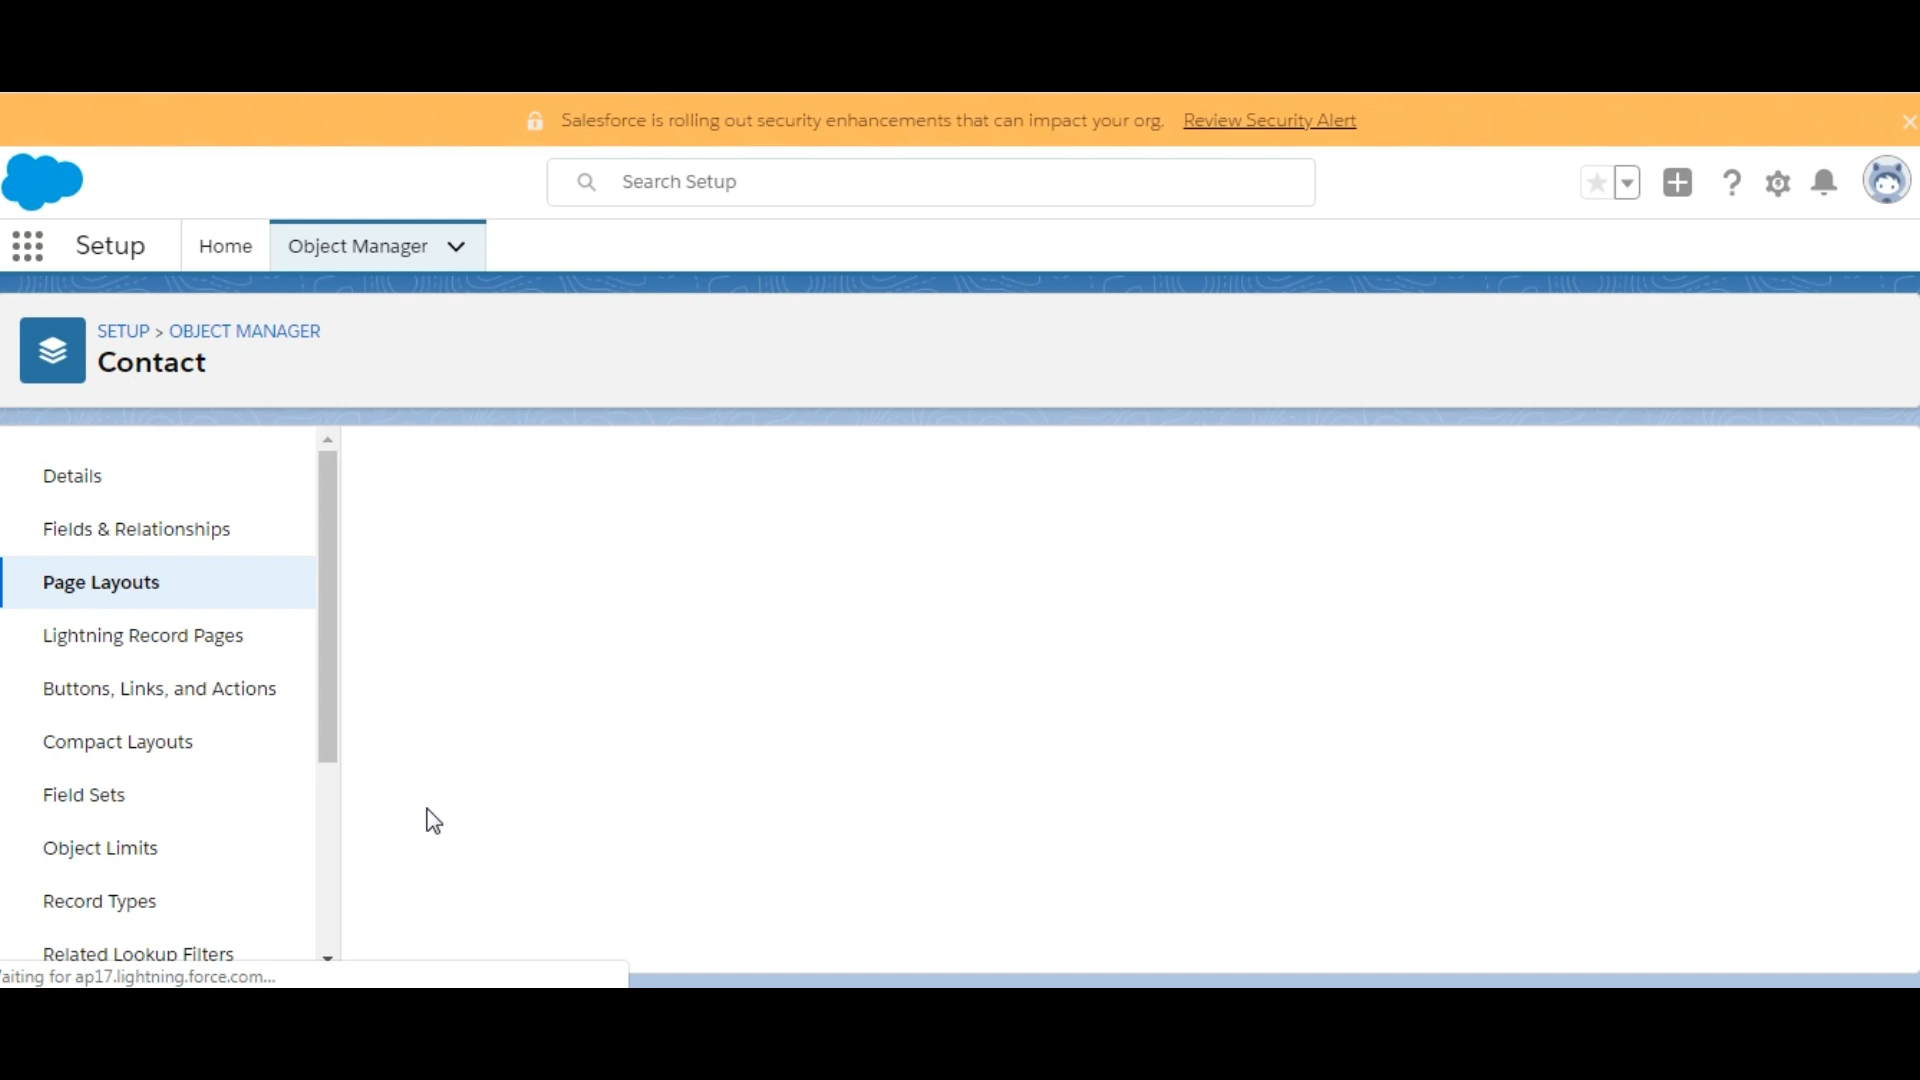 Salesforce is rolling out security enhancements that can impact your org. Review Security Alert
Search Setup
Setup
Home
Object Manager
SETUP > OBJECT MANAGER
Contact
Details
Fields & Relationships
Page Layouts
Lightning Record Pages
Buttons, Links, and Actions
Compact Layouts
Field Sets
Object Limits
Record Types
Related Lookup Filters
aiting for ap17.lightning.force.com...